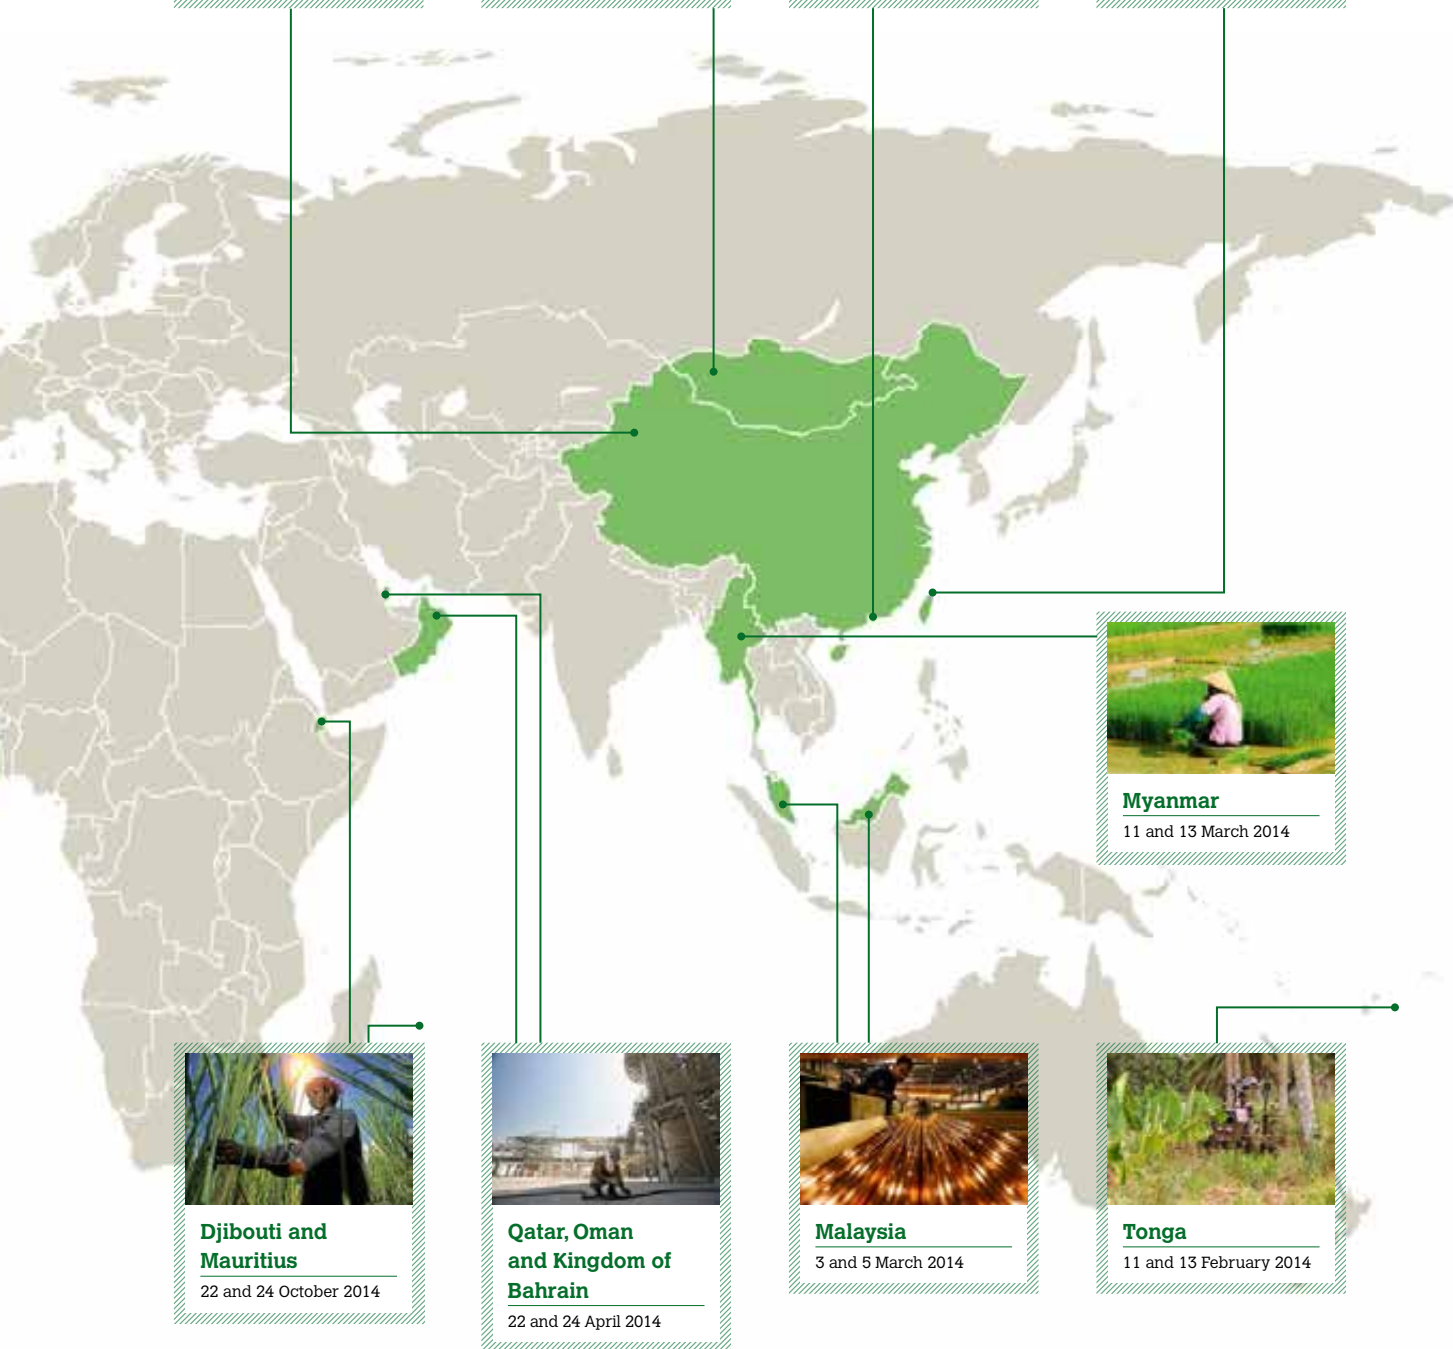 Myanmar
11 and 13 March 2014
Djibouti and
Mauritius
22 and 24 October 2014
Qatar, Oman
and Kingdom of
Bahrain
22 and 24 April 2014
Malaysia
3 and 5 March 2014
Tonga
11 and 13 February 2014